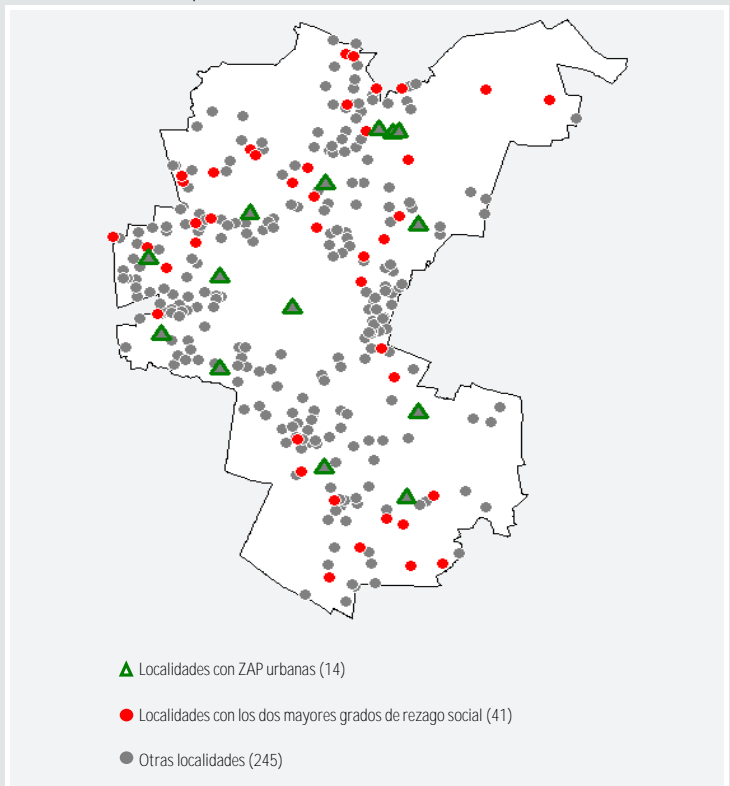 Localidades con ZAP urbanas (14)
Localidades con los dos mayores grados de rezago social (41)
Otras localidades (245)